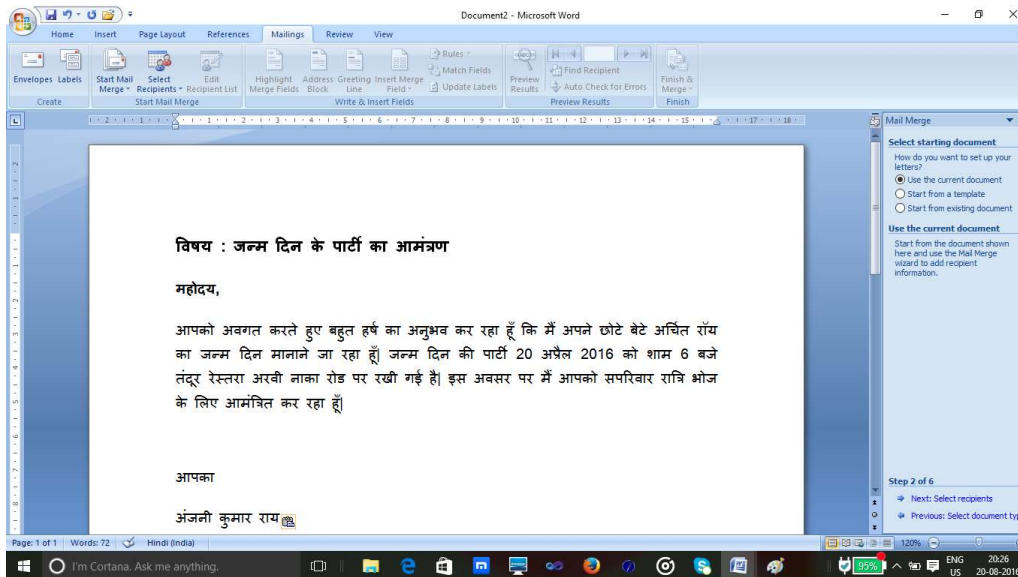 Document2 - Microsoft Word
Home Insert Page Layout References Mailings Review View
Envelopes Labels Start Mail Merge Select Recipients Edit Recipient List Highlight Merge Fields Address Block Greeting Line Insert Merge Field Rules Match Fields Update Labels Preview Results Find Recipient Auto Check for Errors Finish & Merge
Create Start Mail Merge Write & Insert Fields Preview Results Finish
विषय : जन्म दिन के पार्टी का आमंत्रण
महोदय,
आपको अवगत करते हुए बहुत हर्ष का अनुभव कर रहा हूँ कि मैं अपने छोटे बेटे अर्चित रॉय
का जन्म दिन मानाने जा रहा हूँ| जन्म दिन की पार्टी 20 अप्रैल 2016 को शाम 6 बजे
तंदूर रेस्तरा अरवी नाका रोड पर रखी गई है| इस अवसर पर मैं आपको सपरिवार रात्रि भोज
के लिए आमंत्रित कर रहा हूँ|
आपका
अंजनी कुमार राय
Mail Merge
Select starting document
How do you want to set up your
letters?
Use the current document
Start from a template
Start from existing document
Use the current document
Start from the document shown
here and use the Mail Merge
wizard to add recipient
information.
Step 2 of 6
Next: Select recipients
Previous: Select document typ
Page: 1 of 1 Words: 72 Hindi (India) 120%
I'm Cortana. Ask me anything. 95% ENG 20:26
US 20-08-2016